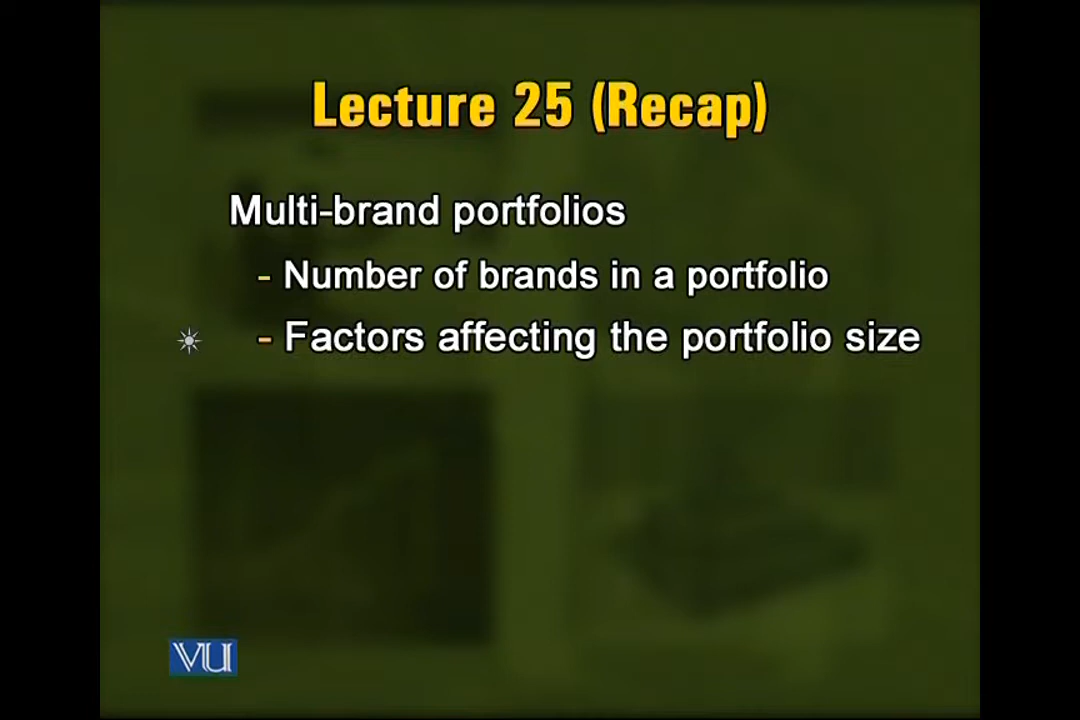 Lecture 25 (Recap)
Multi-brand portfolios
- Number of brands in a portfolio
- Factors affecting the portfolio size
VU